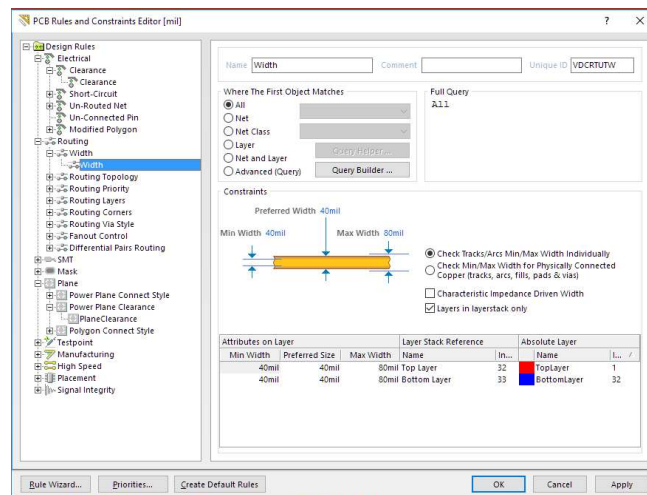 PCB Rules and Constraints Editor [mil]
? ×
Design Rules
Electrical
Clearance
Clearance
Short-Circuit
Un-Routed Net
Un-Connected Pin
Modified Polygon
Routing
Width
Width
Routing Topology
Routing Priority
Routing Layers
Routing Corners
Routing Via Style
Fanout Control
Differential Pairs Routing
SMT
Mask
Plane
Power Plane Connect Style
Power Plane Clearance
PlaneClearance
Polygon Connect Style
Testpoint
Manufacturing
High Speed
Placement
Signal Integrity
Name Width Comment Unique ID VDCRTUTW
Where The First Object Matches
All
Net
Net Class
Layer
Net and Layer
Advanced (Query)
Query Helper ...
Query Builder ...
Full Query
All
Constraints
Preferred Width 40mil
Min Width 40mil Max Width 80mil
Check Tracks/Arcs Min/Max Width Individually
Check Min/Max Width for Physically Connected
Copper (tracks, arcs, fills, pads & vias)
Characteristic Impedance Driven Width
Layers in layerstack only
Attributes on Layer Layer Stack Reference Absolute Layer
Min Width Preferred Size Max Width Name In... Name I... /
40mil 40mil 80mil Top Layer 32 TopLayer 1
40mil 40mil 80mil Bottom Layer 33 BottomLayer 32
Rule Wizard... Priorities... Create Default Rules OK Cancel Apply